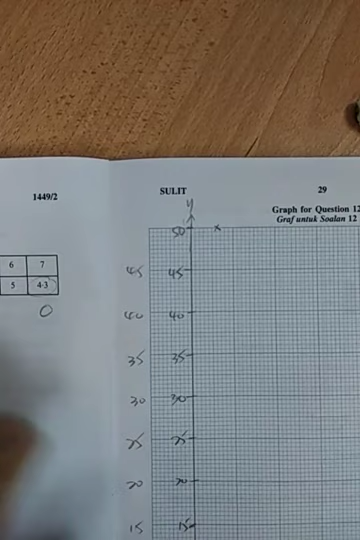 1449/2
6 7
5 4.3
0
SULIT 29
Graph for Question 12
Graf untuk Soalan 12
y
50 x
45 45
40 40
35 35
30 30
25 25
20 20
15 15